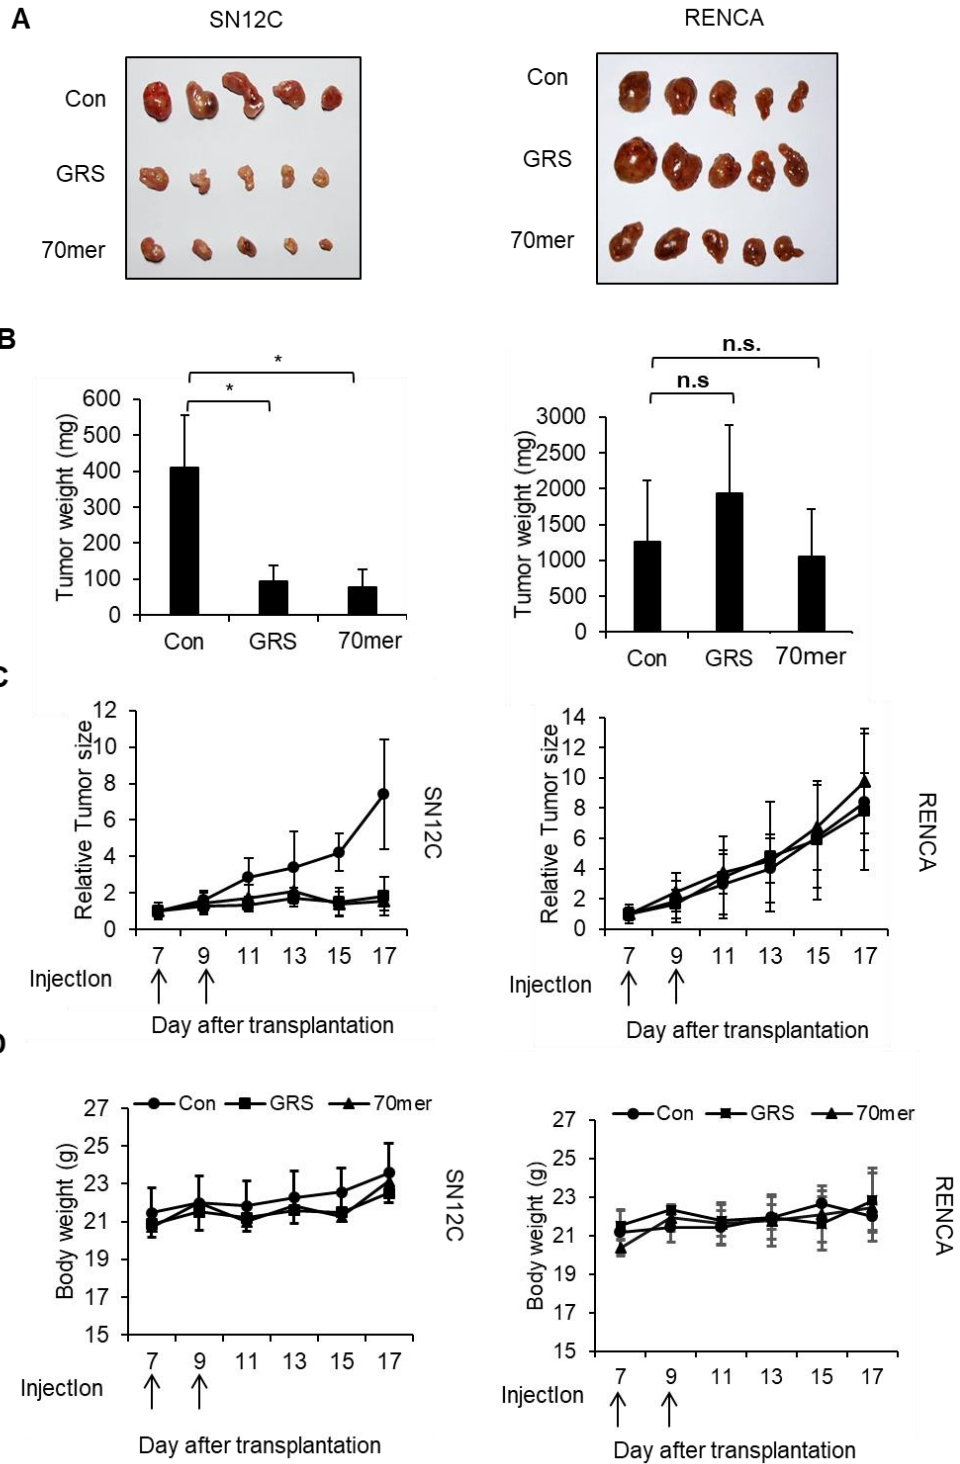 A
SN12C
RENCA
Con
GRS
70mer
Con
GRS
70mer
B
*
*
600
500
400
300
200
100
0
Tumor weight (mg)
Con GRS 70mer
n.s.
n.s
3000
2500
2000
1500
1000
500
0
Tumor weight (mg)
Con GRS 70mer
C
12
10
8
6
4
2
0
Relative Tumor size
SN12C
7 9 11 13 15 17
Injection
Day after transplantation
14
12
10
8
6
4
2
0
Relative Tumor size
RENCA
7 9 11 13 15 17
Injection
Day after transplantation
D
Con GRS 70mer
27
25
23
21
19
17
15
Body weight (g)
SN12C
7 9 11 13 15 17
Injection
Day after transplantation
Con GRS 70mer
27
25
23
21
19
17
15
Body weight (g)
RENCA
7 9 11 13 15 17
Injection
Day after transplantation